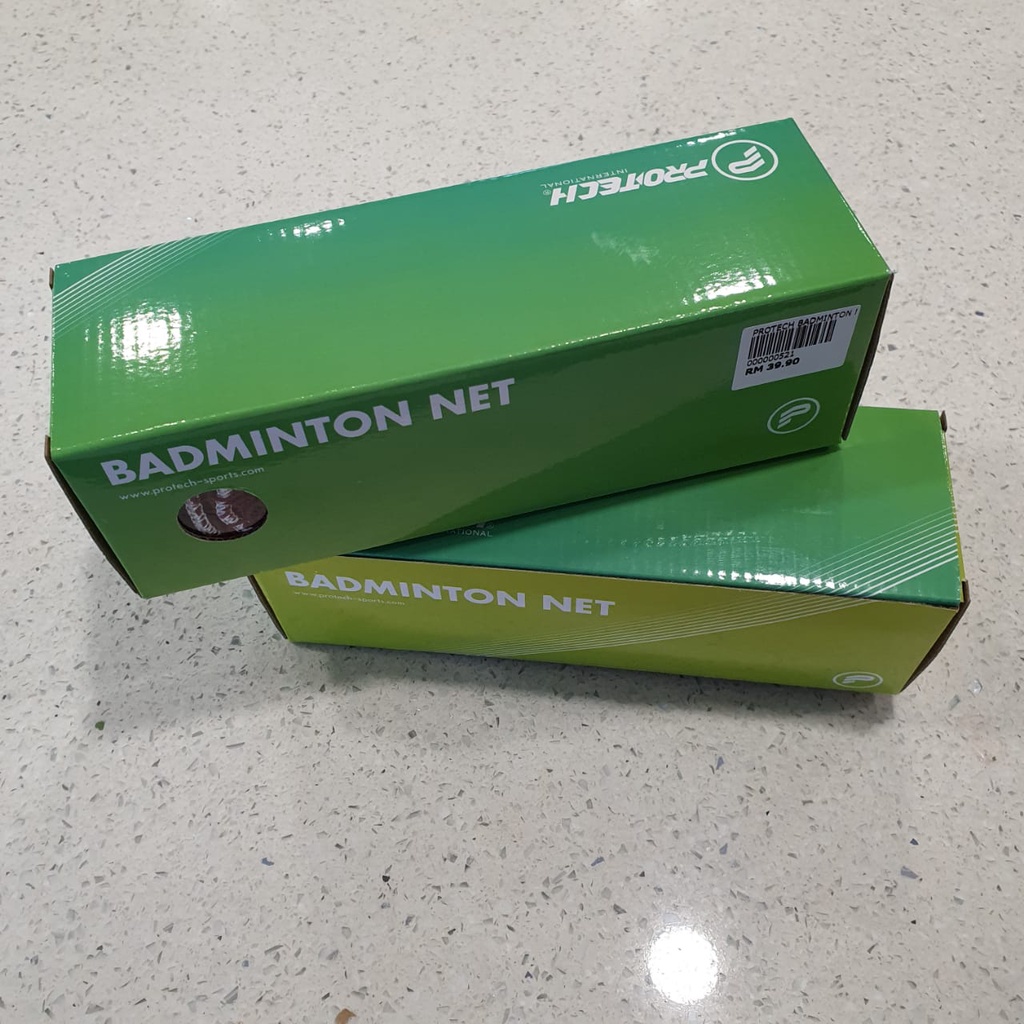 PROTECH®
INTERNATIONAL
PROTECH BADMINTON
000000521
RM 39.90
BADMINTON NET
www.protech-sports.com
BADMINTON NET
www.protech-sports.com